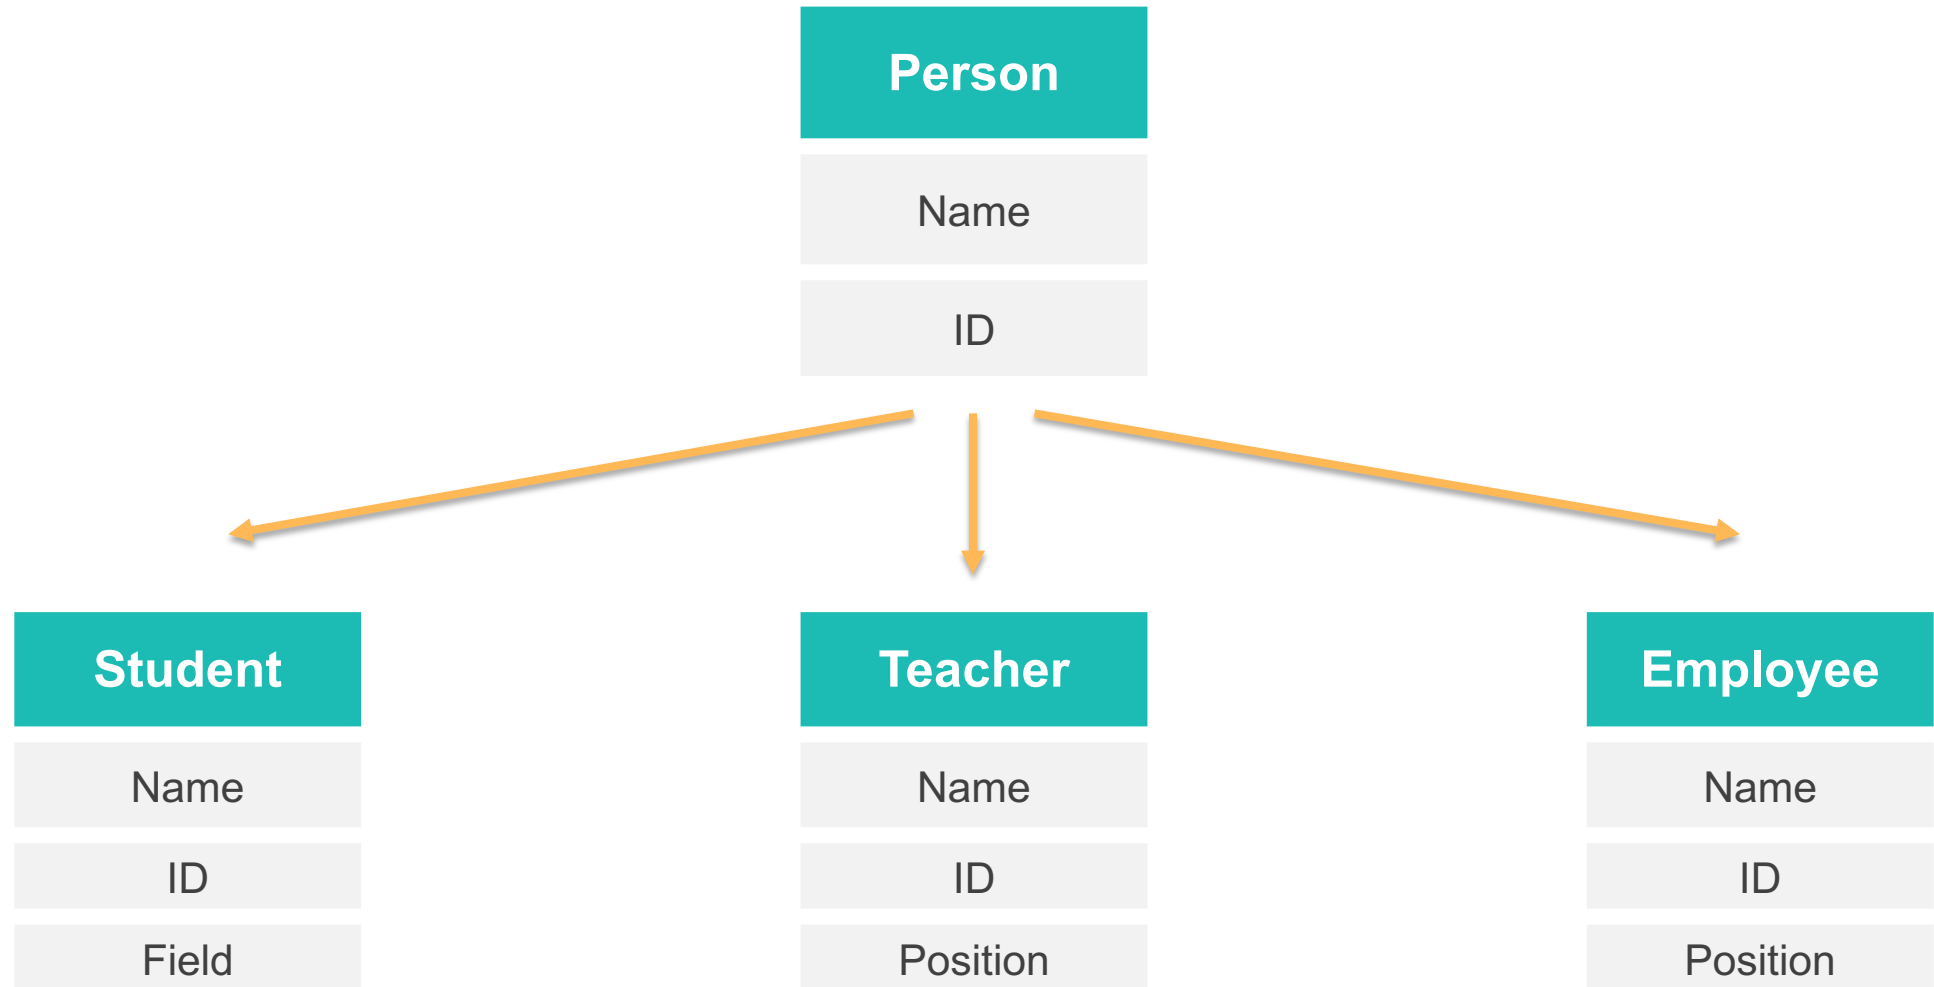 Person
Name
ID
Student
Teacher
Employee
Name
Name
Name
ID
ID
ID
Field
Position
Position